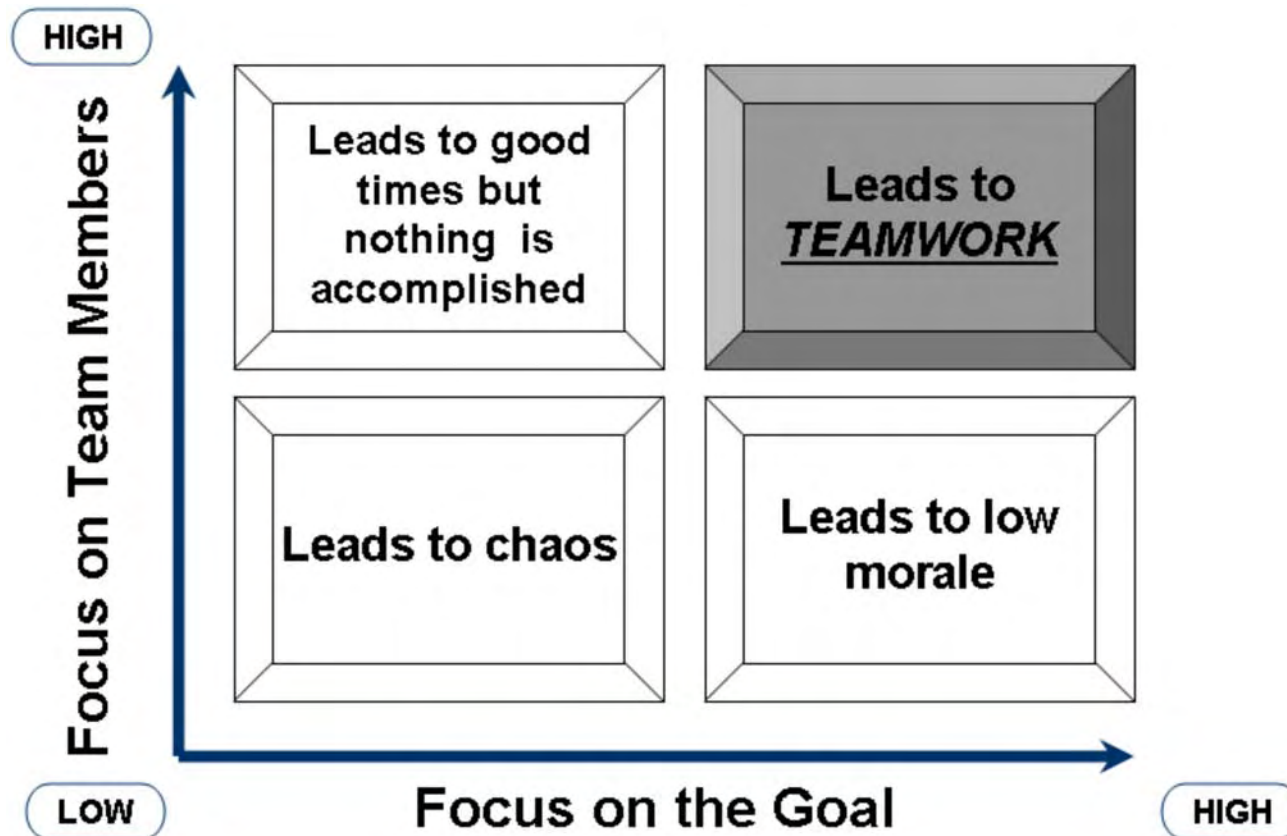 HIGH
Focus on Team Members
Leads to good
times but
nothing is
accomplished
Leads to
TEAMWORK
Leads to chaos
Leads to low
morale
LOW
Focus on the Goal
HIGH